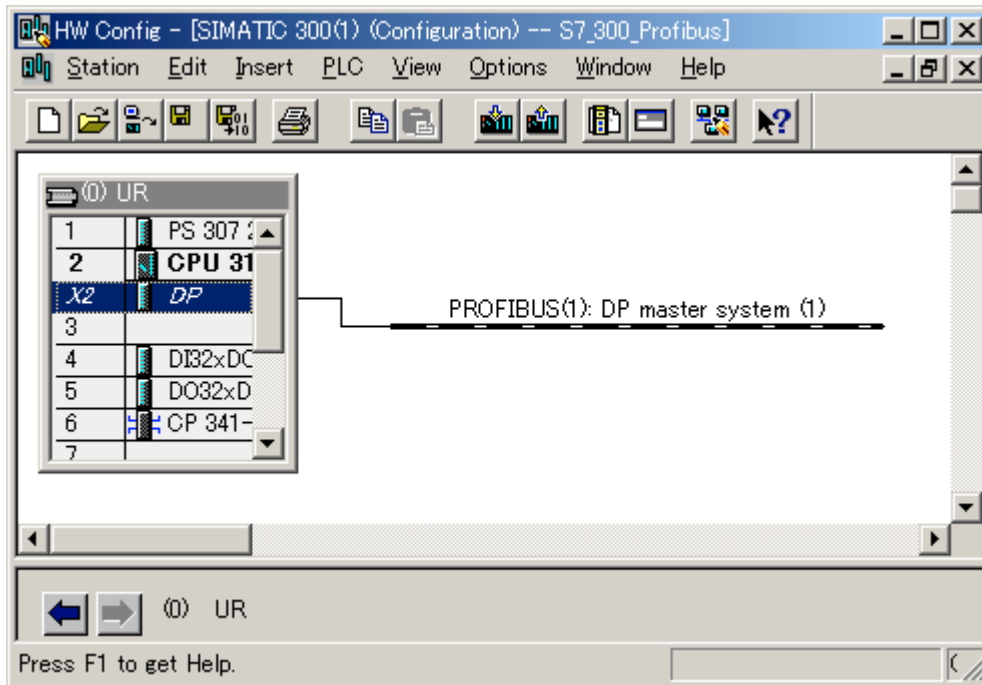 HW Config - [SIMATIC 300(1) (Configuration) -- S7_300_Profibus]
Station Edit Insert PLC View Options Window Help
(0) UR
1 PS 307 2
2 CPU 31
X2 DP
PROFIBUS(1): DP master system (1)
3
4 DI32xDC
5 DO32xD
6 CP 341-
7
(0) UR
Press F1 to get Help.